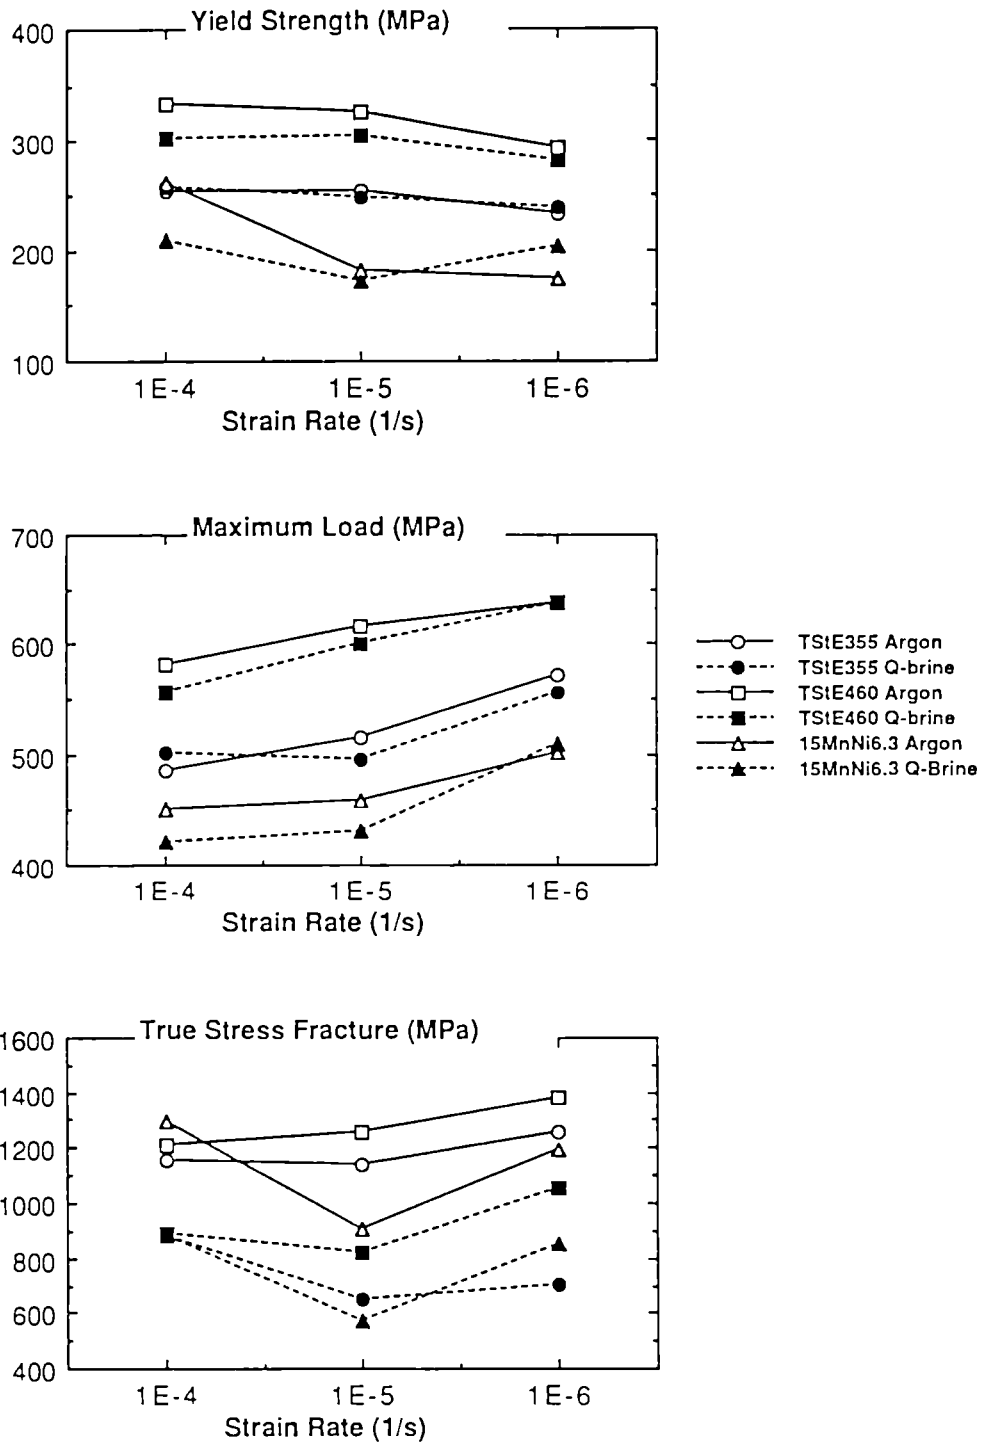 Yield Strength (MPa)
400
300
200
100
1E-4 1E-5 1E-6
Strain Rate (1/s)
Maximum Load (MPa)
700
600
500
400
1E-4 1E-5 1E-6
Strain Rate (1/s)
TStE355 Argon
TStE355 Q-brine
TStE460 Argon
TStE460 Q-brine
15MnNi6.3 Argon
15MnNi6.3 Q-Brine
True Stress Fracture (MPa)
1600
1400
1200
1000
800
600
400
1E-4 1E-5 1E-6
Strain Rate (1/s)